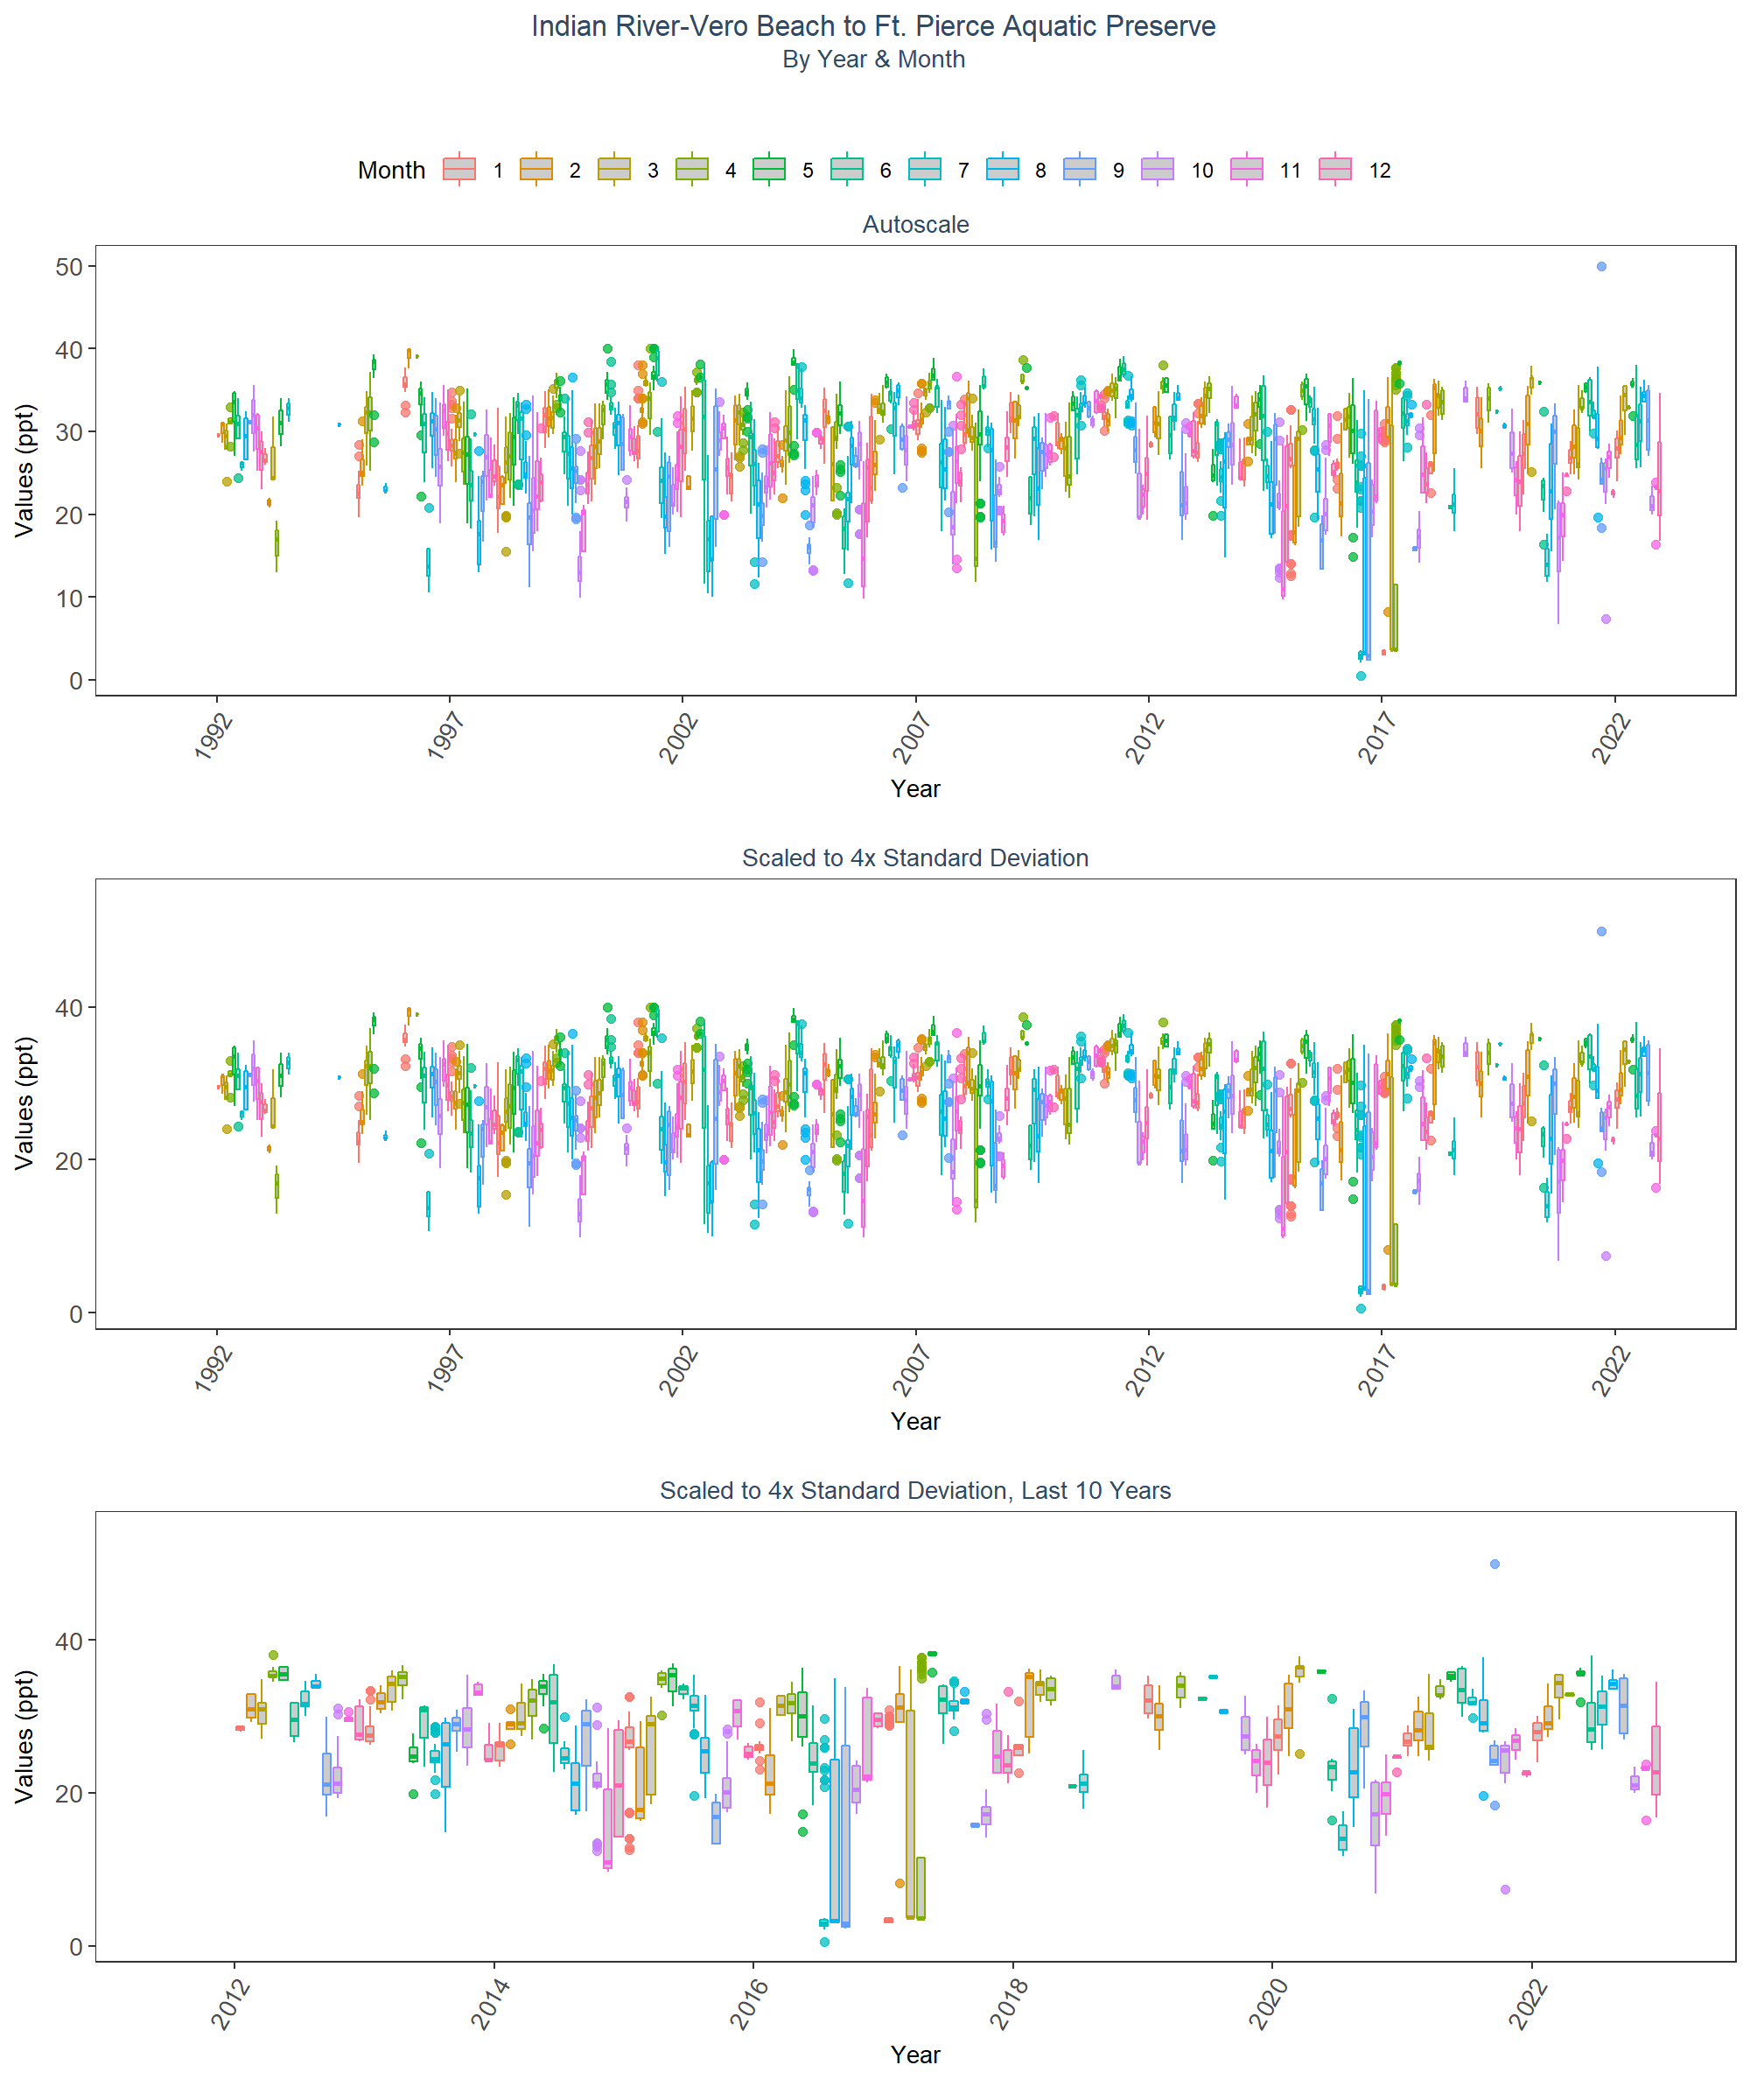 Indian River-Vero Beach to Ft. Pierce Aquatic Preserve
By Year & Month
Month 1 2 3 4 5 6 7 8 9 10 11 12
Autoscale
Values (ppt)
50
40
30
20
10
0
1992 1997 2002 2007 2012 2017 2022
Year
Scaled to 4x Standard Deviation
Values (ppt)
40
20
0
1992 1997 2002 2007 2012 2017 2022
Year
Scaled to 4x Standard Deviation, Last 10 Years
Values (ppt)
40
20
0
2012 2014 2016 2018 2020 2022
Year